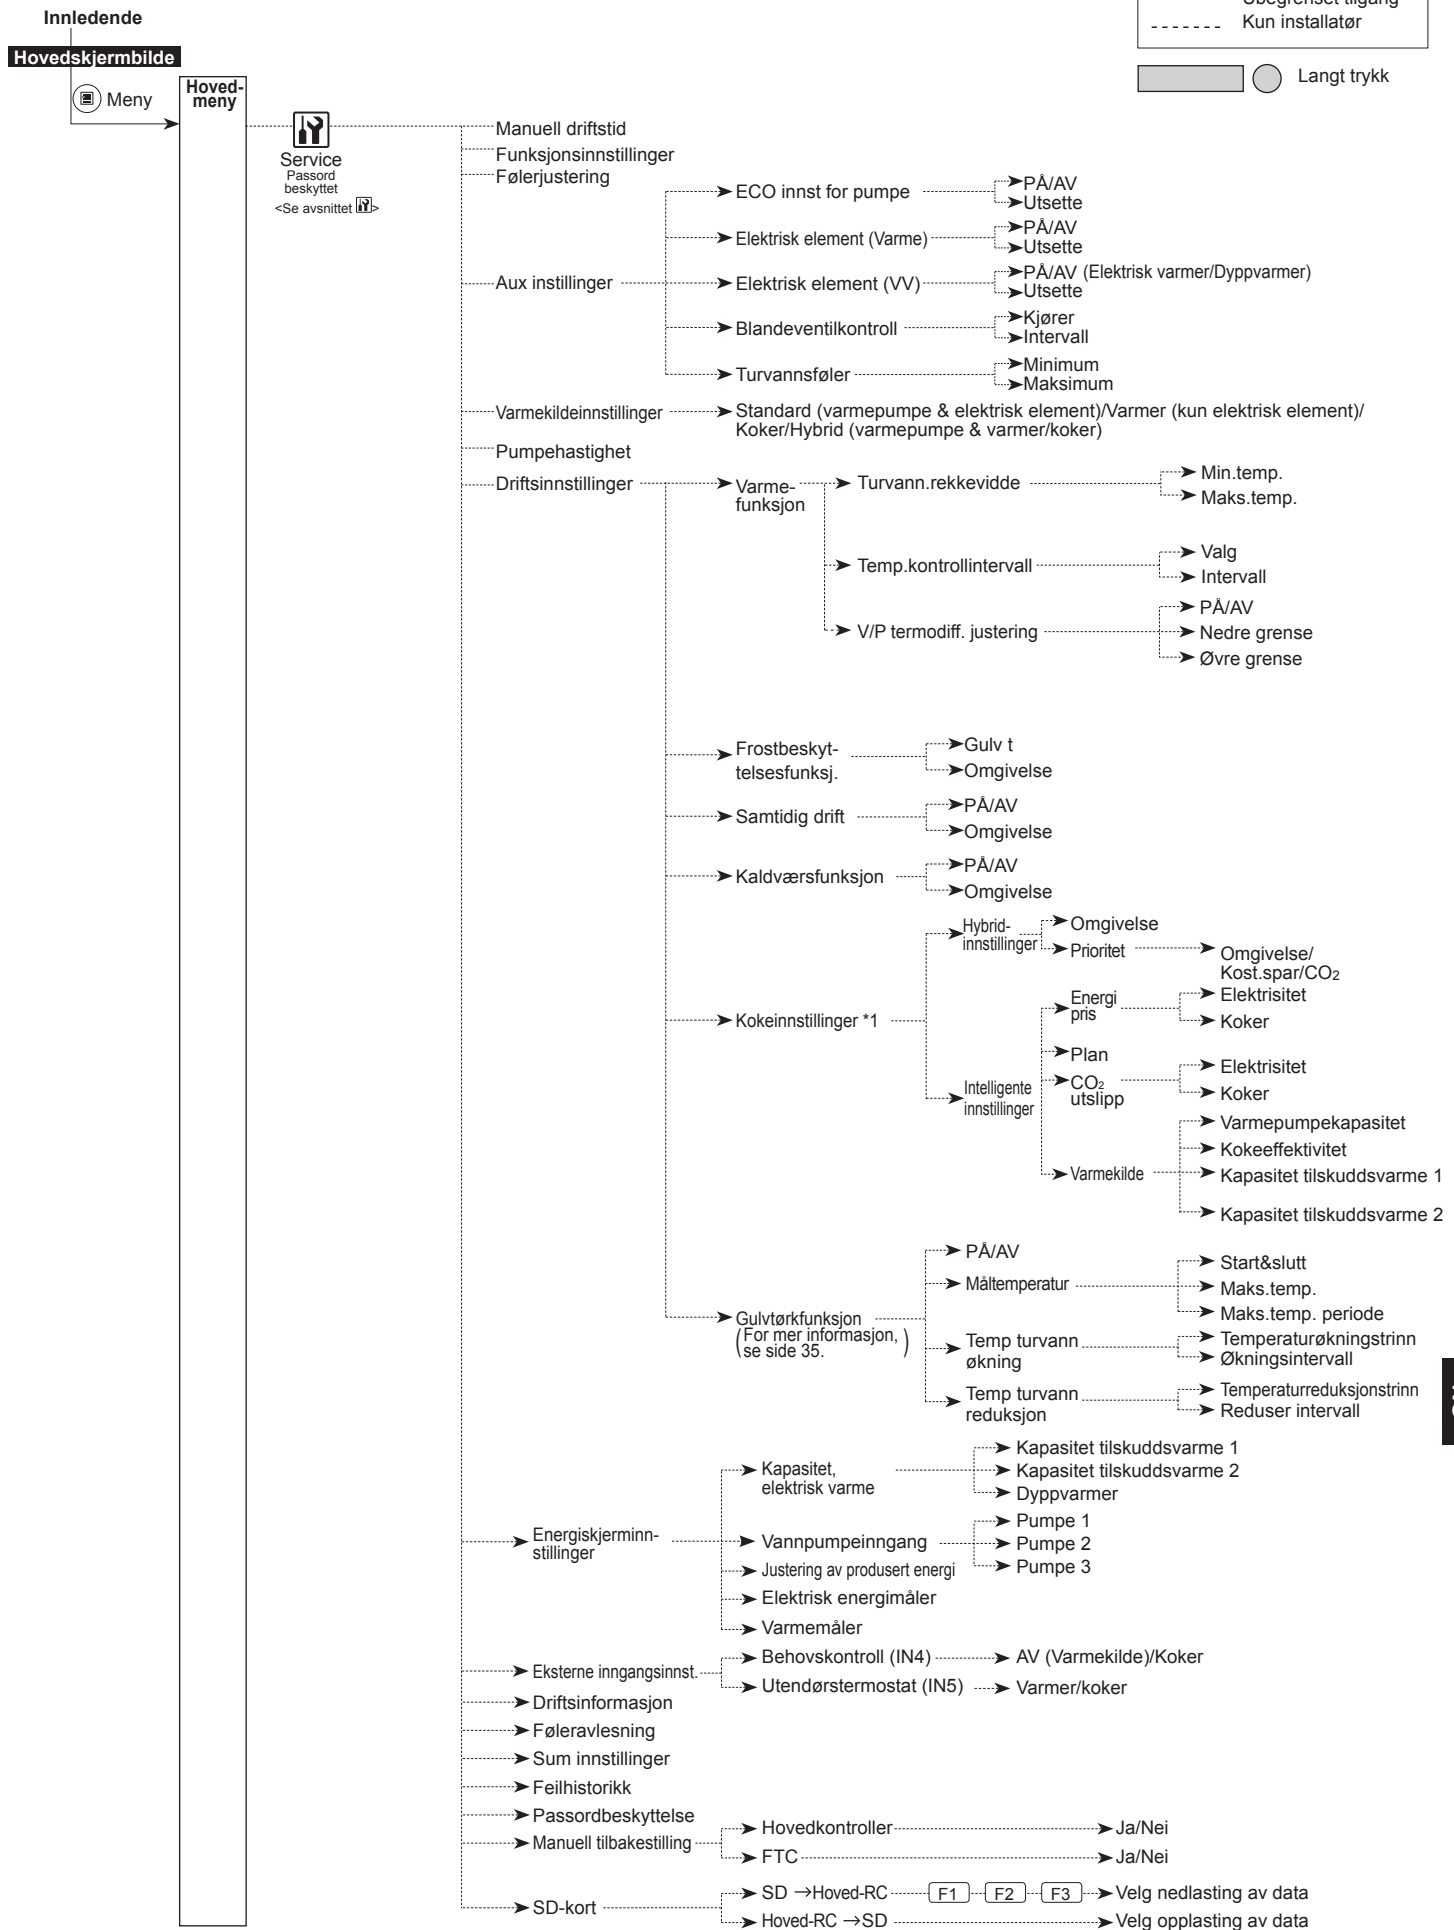 Ubegrenset tilgang
Kun installatør
Langt trykk
Innledende
Hovedskjermbilde
Meny
Hoved-
meny
Service
Passord
beskyttet
<Se avsnittet >
Manuell driftstid
Funksjonsinnstillinger
Følerjustering
Aux instillinger
ECO innst for pumpe
PÅ/AV
Utsette
Elektrisk element (Varme)
PÅ/AV
Utsette
Elektrisk element (VV)
PÅ/AV (Elektrisk varmer/Dyppvarmer)
Utsette
Blandeventilkontroll
Kjører
Intervall
Turvannsføler
Minimum
Maksimum
Varmekildeinnstillinger
Standard (varmepumpe & elektrisk element)/Varmer (kun elektrisk element)/
Koker/Hybrid (varmepumpe & varmer/koker)
Pumpehastighet
Driftsinnstillinger
Varme-
funksjon
Turvann.rekkevidde
Min.temp.
Maks.temp.
Temp.kontrollintervall
Valg
Intervall
V/P termodiff. justering
PÅ/AV
Nedre grense
Øvre grense
Frostbeskyt-
telsesfunksj.
Gulv t
Omgivelse
Samtidig drift
PÅ/AV
Omgivelse
Kaldværsfunksjon
PÅ/AV
Omgivelse
Kokeinnstillinger *1
Hybrid-
innstillinger
Omgivelse
Prioritet
Omgivelse/
Kost.spar/CO2
Intelligente
innstillinger
Energi
pris
Elektrisitet
Koker
Plan
CO2
utslipp
Elektrisitet
Koker
Varmekilde
Varmepumpekapasitet
Kokeeffektivitet
Kapasitet tilskuddsvarme 1
Kapasitet tilskuddsvarme 2
Gulvtørkfunksjon
(For mer informasjon,
se side 35.)
PÅ/AV
Måltemperatur
Start&slutt
Maks.temp.
Maks.temp. periode
Temp turvann
økning
Temperaturøkningstrinn
Økningsintervall
Temp turvann
reduksjon
Temperaturreduksjonstrinn
Reduser intervall
Energiskjerminn-
stillinger
Kapasitet,
elektrisk varme
Kapasitet tilskuddsvarme 1
Kapasitet tilskuddsvarme 2
Dyppvarmer
Vannpumpeinngang
Pumpe 1
Pumpe 2
Pumpe 3
Justering av produsert energi
Elektrisk energimåler
Varmemåler
Eksterne inngangsinnst.
Behovskontroll (IN4)
AV (Varmekilde)/Koker
Utendørstermostat (IN5)
Varmer/koker
Driftsinformasjon
Føleravlesning
Sum innstillinger
Feilhistorikk
Passordbeskyttelse
Manuell tilbakestilling
Hovedkontroller
Ja/Nei
FTC
Ja/Nei
SD-kort
SD →Hoved-RC
F1 F2 F3
Velg nedlasting av data
Hoved-RC →SD
Velg opplasting av data